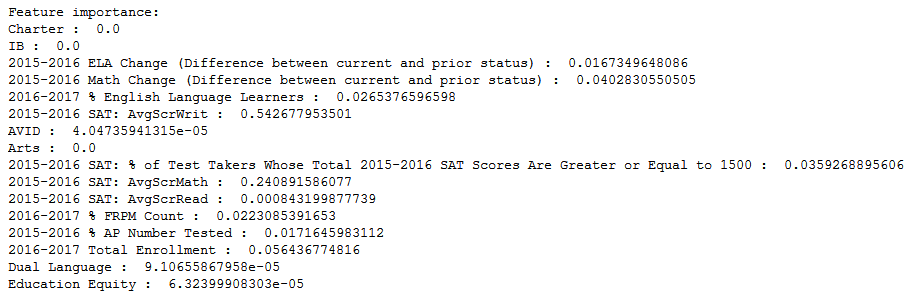 Feature importance:
Charter :  0.0
IB :  0.0
2015-2016 ELA Change (Difference between current and prior status) :  0.0167349648086
2015-2016 Math Change (Difference between current and prior status) :  0.0402830550505
2016-2017 % English Language Learners :  0.0265376596598
2015-2016 SAT: AvgScrWrit :  0.542677953501
AVID :  4.04735941315e-05
Arts :  0.0
2015-2016 SAT: % of Test Takers Whose Total 2015-2016 SAT Scores Are Greater or Equal to 1500 :  0.0359268895606
2015-2016 SAT: AvgScrMath :  0.240891586077
2015-2016 SAT: AvgScrRead :  0.000843199877739
2016-2017 % FRPM Count :  0.0223085391653
2015-2016 % AP Number Tested :  0.0171645983112
2016-2017 Total Enrollment :  0.056436774816
Dual Language :  9.10655867958e-05
Education Equity :  6.32399908303e-05